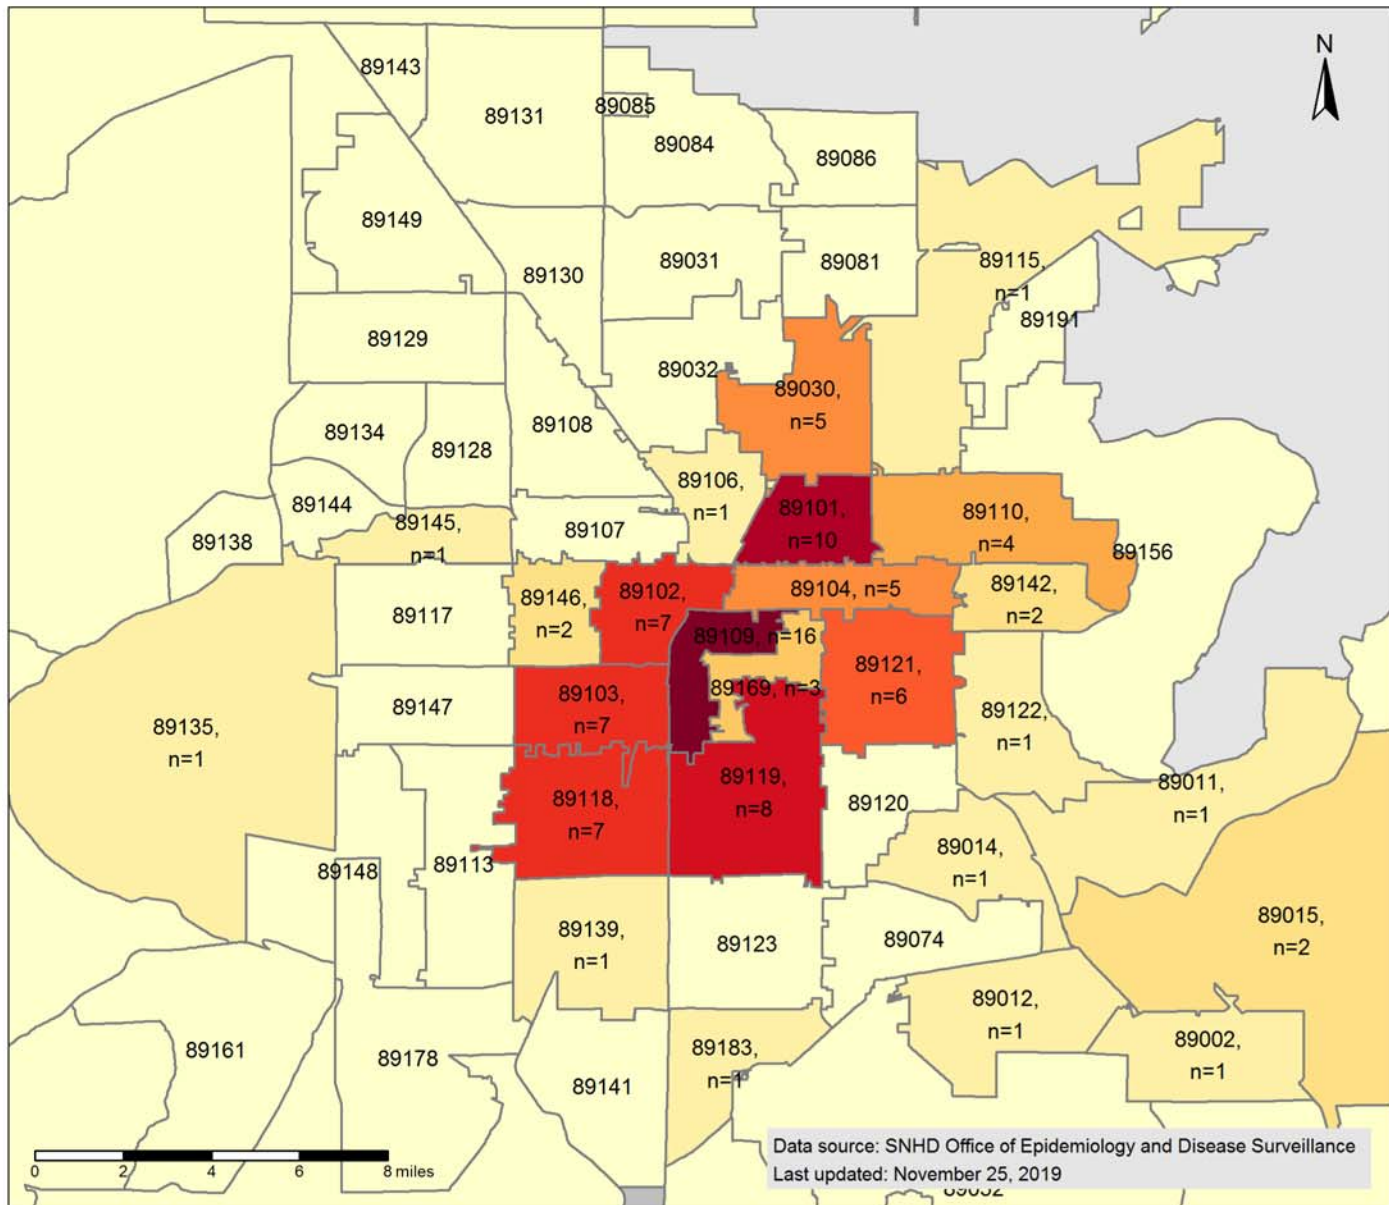 N
89143
89085
89131
89084
89086
89149
89130
89031
89081
89115,
n=1
89191
89129
89032
89030,
n=5
89134
89128
89108
89106,
n=1
89144
89145,
n=1
89107
89101,
n=10
89110,
n=4
89138
89156
89146,
n=2
89102,
n=7
89104, n=5
89142,
n=2
89117
89109, n=16
89121,
n=6
89169, n=3
89103,
n=7
89147
89135,
n=1
89122,
n=1
89119,
n=8
89118,
n=7
89120
89011,
n=1
89148
89113
89014,
n=1
89015,
n=2
89139,
n=1
89123
89074
89012,
n=1
89002,
n=1
89161
89178
89141
89183,
n=1
0 2 4 6 8 miles
Data source: SNHD Office of Epidemiology and Disease Surveillance
Last updated: November 25, 2019